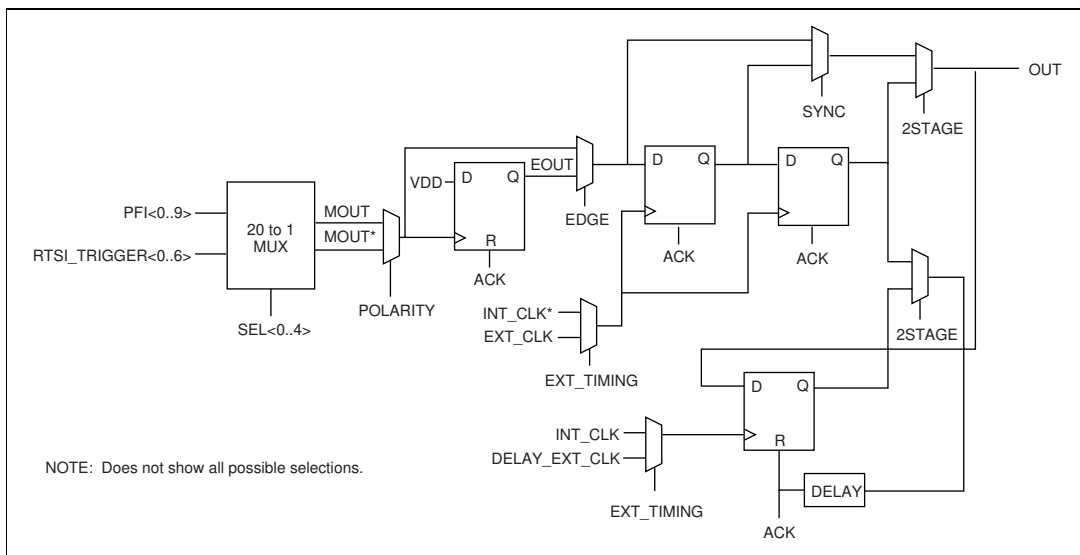 OUT
SYNC
2STAGE
D Q
D Q
EOUT
VDD
D Q
EDGE
PFI<0..9>
MOUT
20 to 1
MUX
MOUT*
R
ACK
ACK
ACK
RTSI_TRIGGER<0..6>
POLARITY
SEL<0..4>
INT_CLK*
EXT_CLK
2STAGE
EXT_TIMING
D Q
INT_CLK
R
DELAY_EXT_CLK
NOTE: Does not show all possible selections.
DELAY
EXT_TIMING
ACK